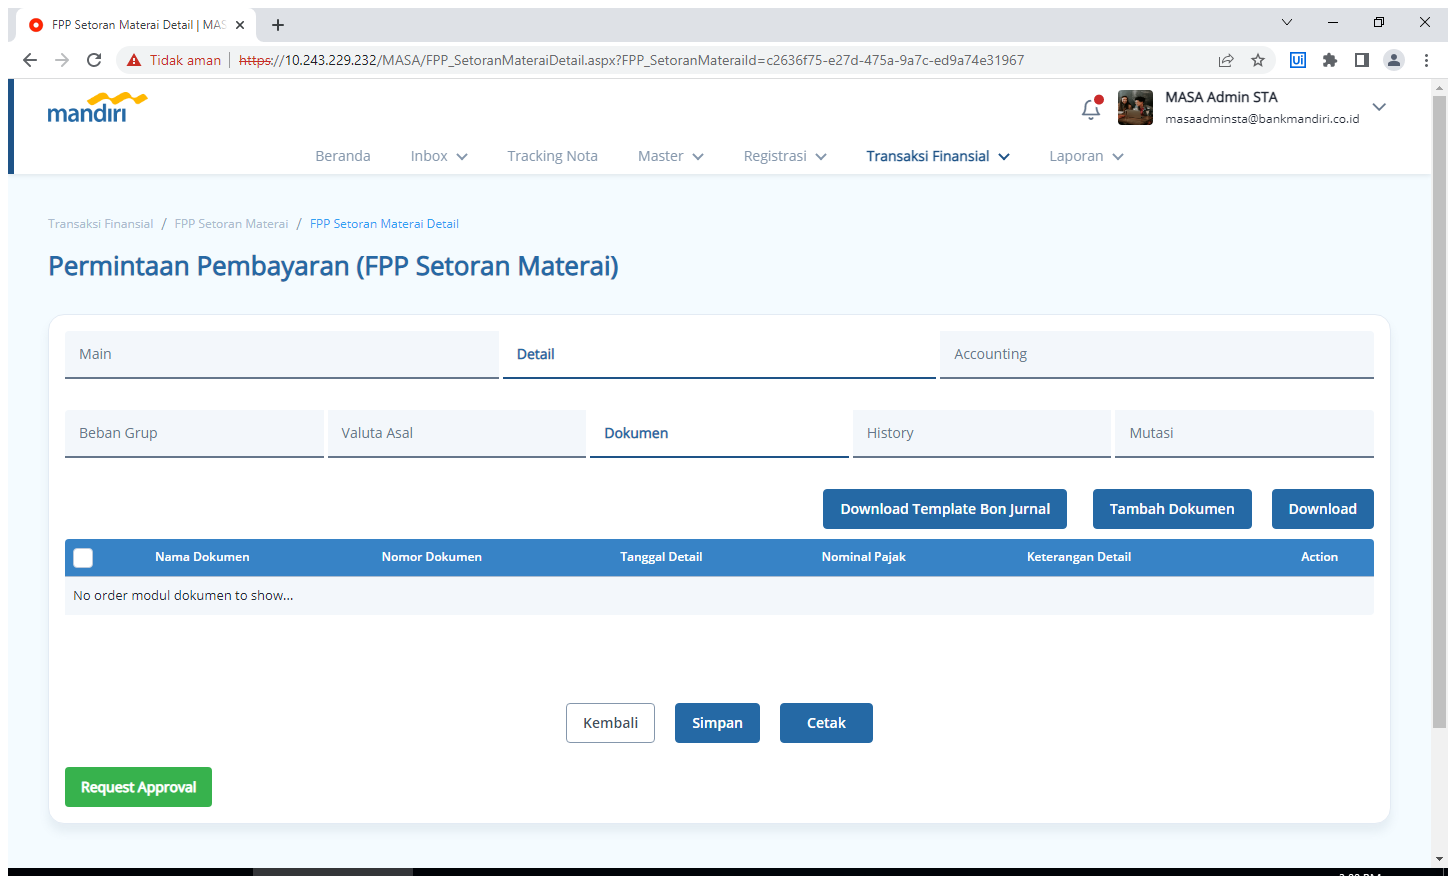 FPP Setoran Materai Detail | MAS
Tidak aman
https://10.243.229.232/MASA/FPP_SetoranMateraiDetail.aspx?FPP_SetoranMateraiId=c2636f75-e27d-475a-9a7c-ed9a74e31967
Ui
mandiri
MASA Admin STA
masaadminsta@bankmandiri.co.id
Beranda Inbox Tracking Nota Master Registrasi Transaksi Finansial Laporan
Transaksi Finansial / FPP Setoran Materai / FPP Setoran Materai Detail
Permintaan Pembayaran (FPP Setoran Materai)
Main Detail Accounting
Beban Grup Valuta Asal Dokumen History Mutasi
Download Template Bon Jurnal Tambah Dokumen Download
Nama Dokumen Nomor Dokumen Tanggal Detail Nominal Pajak Keterangan Detail Action
No order modul dokumen to show...
Kembali Simpan Cetak
Request Approval